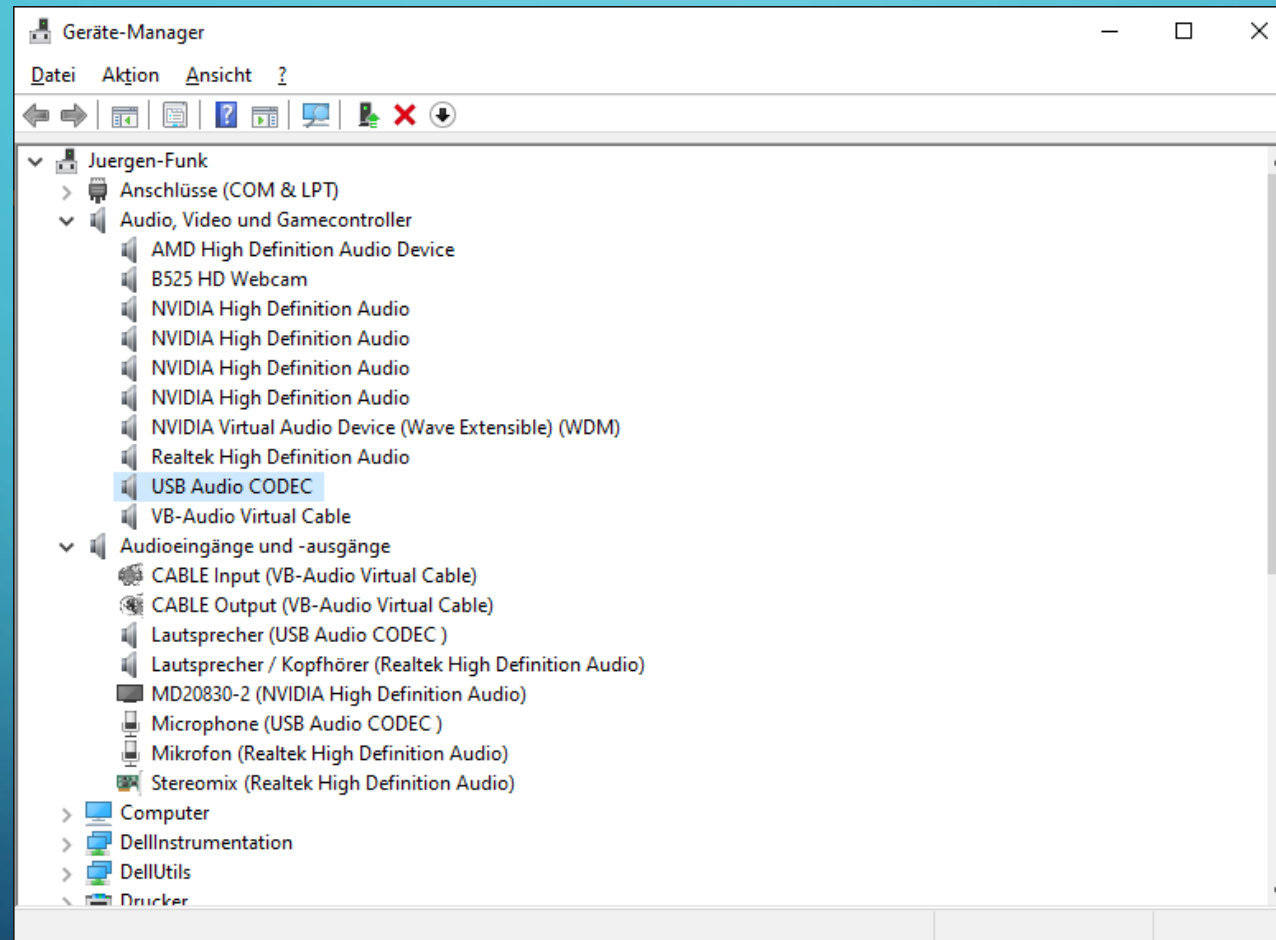 Geräte-Manager
Datei Aktion Ansicht ?
Juergen-Funk
Anschlüsse (COM & LPT)
Audio, Video und Gamecontroller
AMD High Definition Audio Device
B525 HD Webcam
NVIDIA High Definition Audio
NVIDIA High Definition Audio
NVIDIA High Definition Audio
NVIDIA High Definition Audio
NVIDIA Virtual Audio Device (Wave Extensible) (WDM)
Realtek High Definition Audio
USB Audio CODEC
VB-Audio Virtual Cable
Audioeingänge und -ausgänge
CABLE Input (VB-Audio Virtual Cable)
CABLE Output (VB-Audio Virtual Cable)
Lautsprecher (USB Audio CODEC )
Lautsprecher / Kopfhörer (Realtek High Definition Audio)
MD20830-2 (NVIDIA High Definition Audio)
Microphone (USB Audio CODEC )
Mikrofon (Realtek High Definition Audio)
Stereomix (Realtek High Definition Audio)
Computer
DellInstrumentation
DellUtils
Drucker